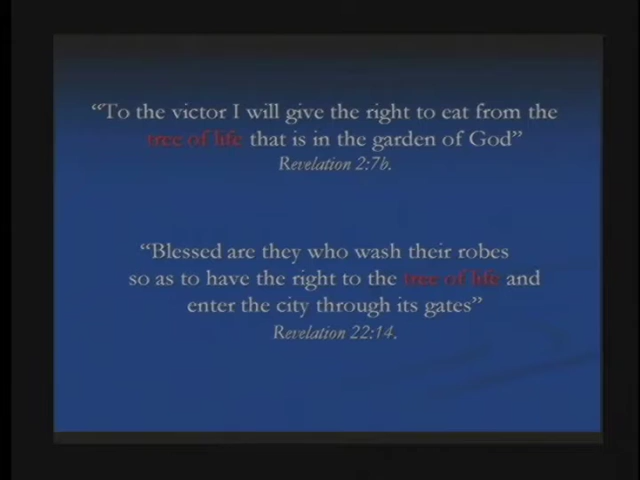 “To the victor I will give the right to eat from the
tree of life that is in the garden of God”
Revelation 2:7b.
“Blessed are they who wash their robes
so as to have the right to the tree of life and
enter the city through its gates”
Revelation 22:14.